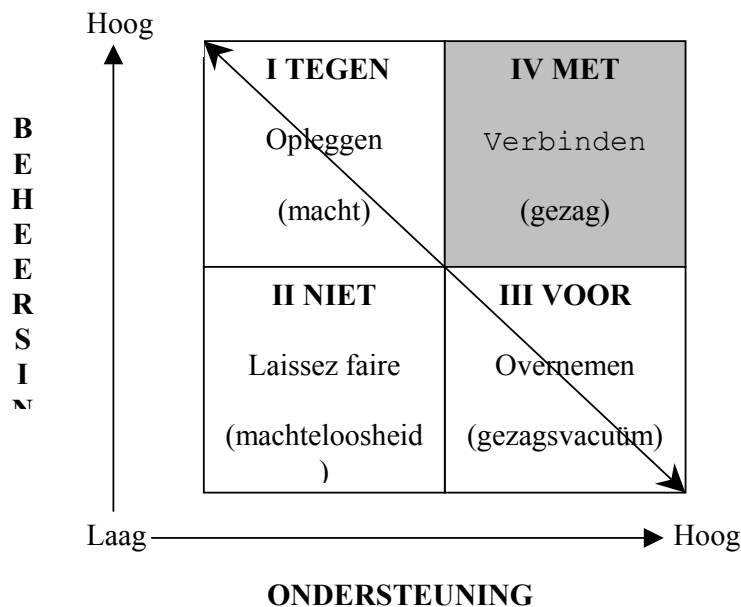 Hoog
I TEGEN
IV MET
B
E
H
E
E
R
S
I
N
Opleggen
Verbinden
(macht)
(gezag)
II NIET
III VOOR
Laissez faire
Overnemen
(machteloosheid
)
(gezagsvacuüm)
Laag
Hoog
ONDERSTEUNING